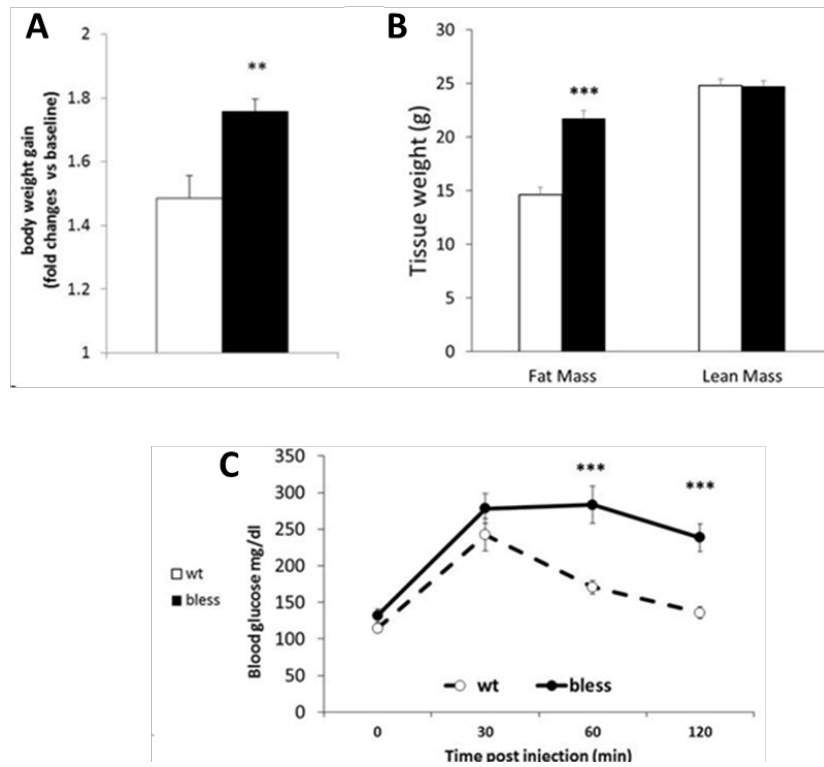 A
body weight gain
(fold changes vs baseline)
2
1.8
1.6
1.4
1.2
1
**
B
Tissue weight (g)
30
25
20
15
10
5
0
***
Fat Mass Lean Mass
C
wt
bless
Blood glucose mg/dl
350
300
250
200
150
100
50
0
*** ***
wt bless
0 30 60 120
Time post injection (min)